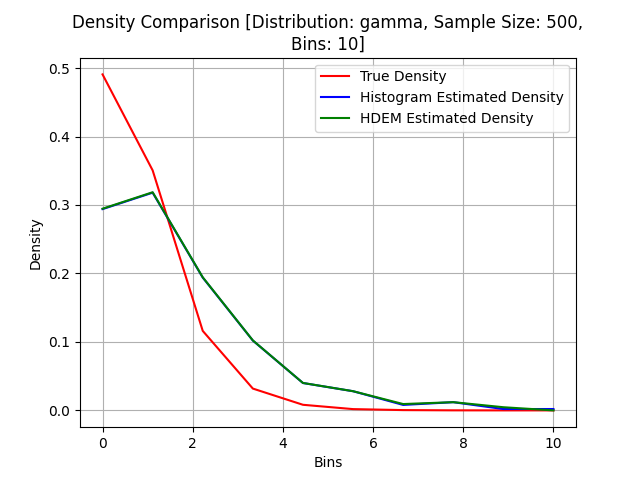 Density Comparison [Distribution: gamma, Sample Size: 500,
Bins: 10]
True Density
Histogram Estimated Density
HDEM Estimated Density
Density
0.5
0.4
0.3
0.2
0.1
0.0
0 2 4 6 8 10
Bins